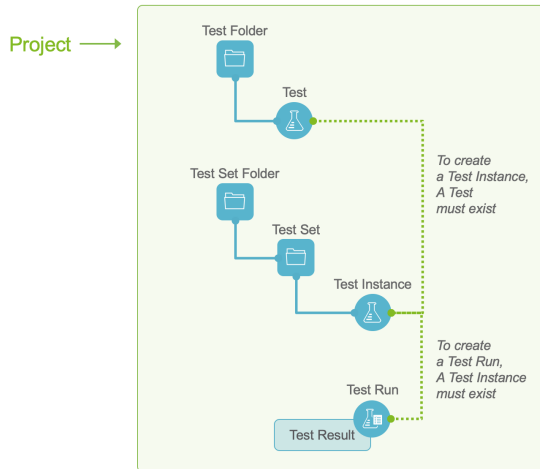 Project
Test Folder
Test
To create
a Test Instance,
A Test
must exist
Test Set Folder
Test Set
Test Instance
To create
a Test Run,
A Test Instance
must exist
Test Run
Test Result